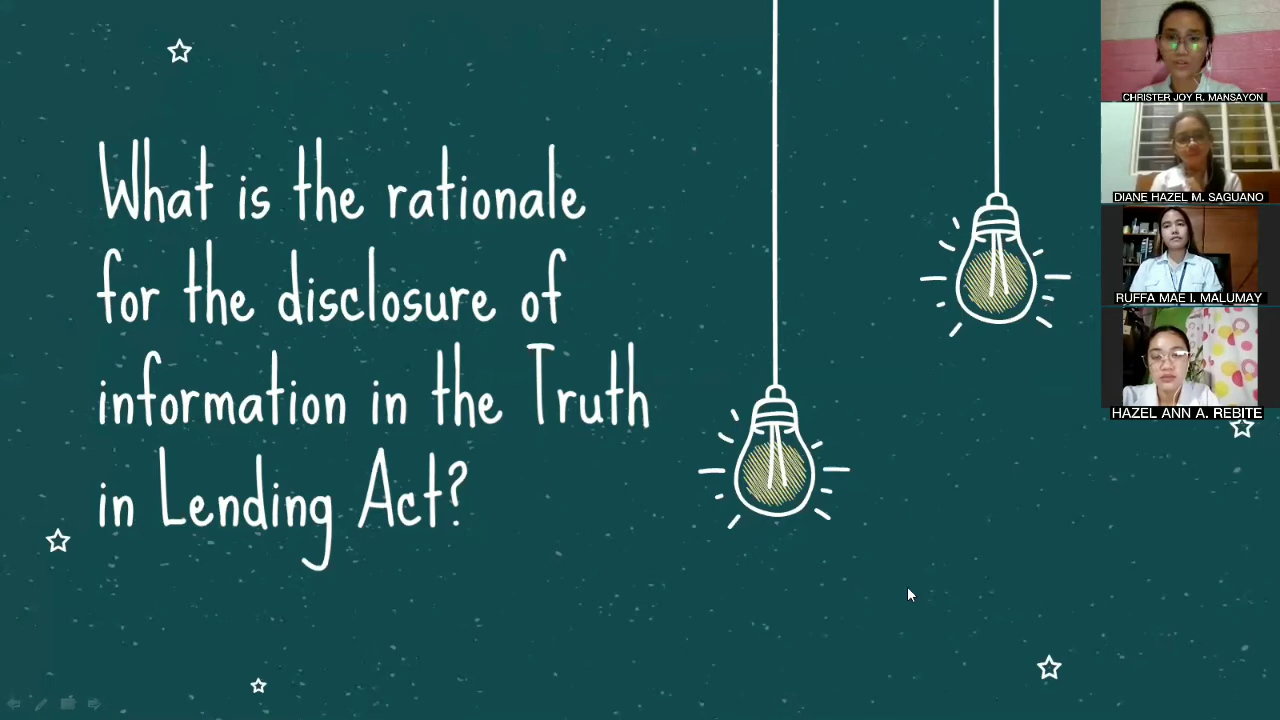 What is the rationale
for the disclosure of
information in the Truth
in Lending Act?
CHRISTER JOY R. MANSAYON
DIANE HAZEL M. SAGUANO
RUFFA MAE I. MALUMAY
HAZEL ANN A. REBITE